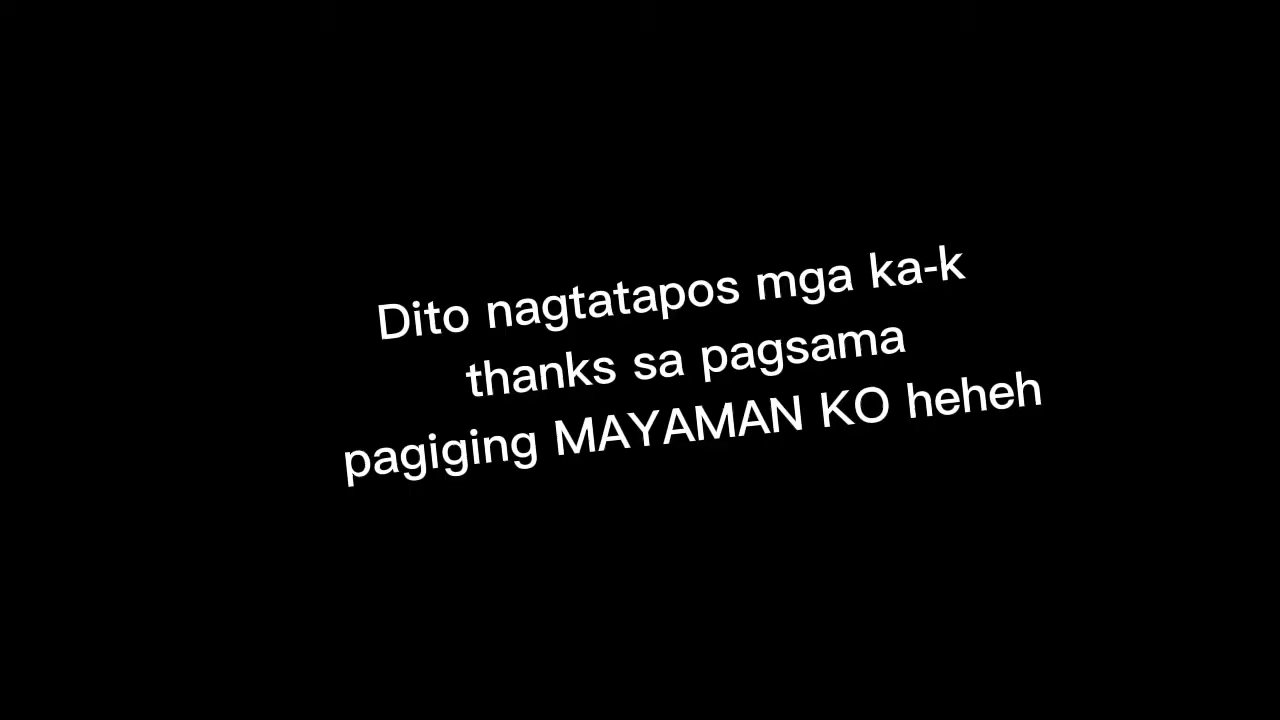 Dito nagtatapos mga ka-k
thanks sa pagsama
pagiging MAYAMAN KO heheh